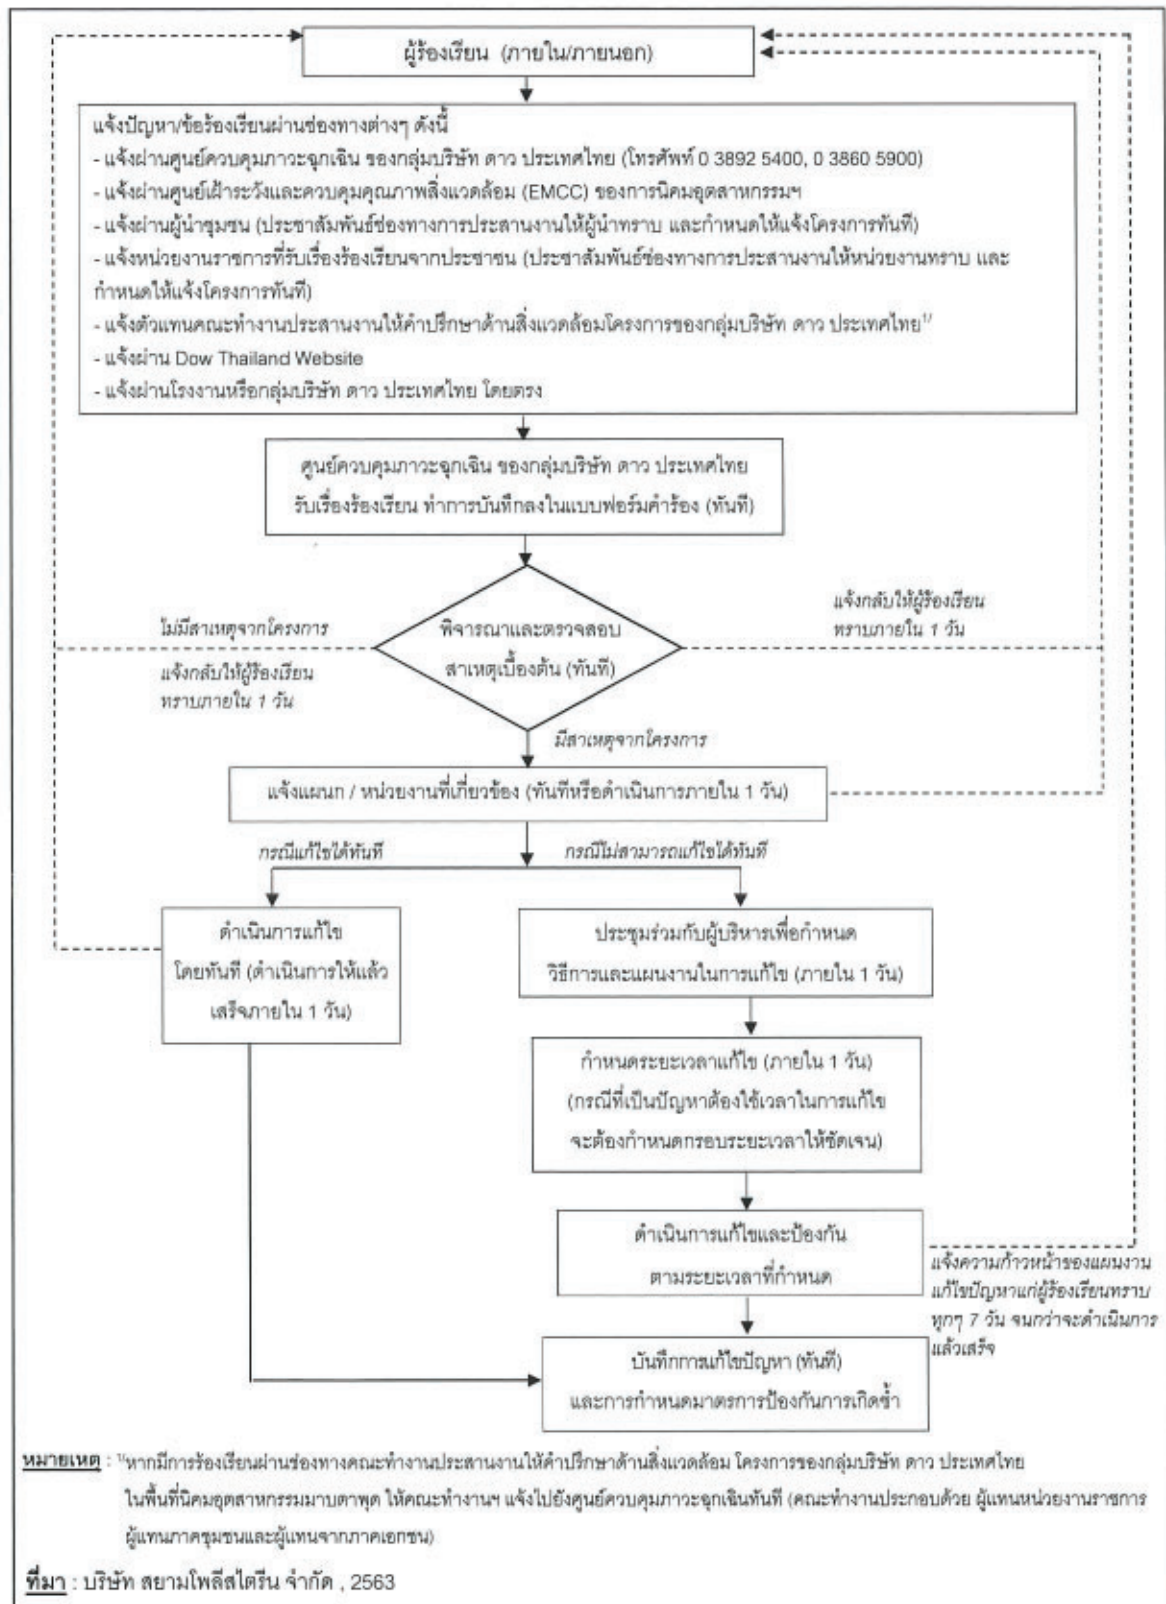 ผู้ร้องเรียน (ภายใน/ภายนอก)
แจ้งปัญหา/ข้อร้องเรียนผ่านช่องทางต่างๆ ดังนี้
- แจ้งผ่านศูนย์ควบคุมภาวะฉุกเฉิน ของกลุ่มบริษัท ดาว ประเทศไทย (โทรศัพท์ 0 3892 5400, 0 3860 5900)
- แจ้งผ่านศูนย์เฝ้าระวังและควบคุมคุณภาพสิ่งแวดล้อม (EMCC) ของการนิคมอุตสาหกรรมฯ
- แจ้งผ่านผู้นำชุมชน (ประชาสัมพันธ์ช่องทางการประสานงานให้ผู้นำทราบ และกำหนดให้แจ้งโครงการทันที)
- แจ้งหน่วยงานราชการที่รับเรื่องร้องเรียนจากประชาชน (ประชาสัมพันธ์ช่องทางการประสานงานให้หน่วยงานทราบ และ
กำหนดให้แจ้งโครงการทันที)
- แจ้งตัวแทนคณะทำงานประสานงานให้คำปรึกษาด้านสิ่งแวดล้อมโครงการของกลุ่มบริษัท ดาว ประเทศไทย¹/
- แจ้งผ่าน Dow Thailand Website
- แจ้งผ่านโรงงานหรือกลุ่มบริษัท ดาว ประเทศไทย โดยตรง
ศูนย์ควบคุมภาวะฉุกเฉิน ของกลุ่มบริษัท ดาว ประเทศไทย
รับเรื่องร้องเรียน ทำการบันทึกลงในแบบฟอร์มคำร้อง (ทันที)
พิจารณาและตรวจสอบ
สาเหตุเบื้องต้น (ทันที)
ไม่มีสาเหตุจากโครงการ
แจ้งกลับให้ผู้ร้องเรียน
ทราบภายใน 1 วัน
แจ้งกลับให้ผู้ร้องเรียน
ทราบภายใน 1 วัน
มีสาเหตุจากโครงการ
แจ้งแผนก / หน่วยงานที่เกี่ยวข้อง (ทันทีหรือดำเนินการภายใน 1 วัน)
กรณีแก้ไขได้ทันที
กรณีไม่สามารถแก้ไขได้ทันที
ดำเนินการแก้ไข
โดยทันที (ดำเนินการให้แล้ว
เสร็จภายใน 1 วัน)
ประชุมร่วมกับผู้บริหารเพื่อกำหนด
วิธีการและแผนงานในการแก้ไข (ภายใน 1 วัน)
กำหนดระยะเวลาแก้ไข (ภายใน 1 วัน)
(กรณีที่เป็นปัญหาต้องใช้เวลาในการแก้ไข
จะต้องกำหนดกรอบระยะเวลาให้ชัดเจน)
ดำเนินการแก้ไขและป้องกัน
ตามระยะเวลาที่กำหนด
แจ้งความก้าวหน้าของแผนงาน
แก้ไขปัญหาแก่ผู้ร้องเรียนทราบ
ทุกๆ 7 วัน จนกว่าจะดำเนินการ
แล้วเสร็จ
บันทึกการแก้ไขปัญหา (ทันที)
และการกำหนดมาตรการป้องกันการเกิดซ้ำ
หมายเหตุ : ¹/หากมีการร้องเรียนผ่านช่องทางคณะทำงานประสานงานให้คำปรึกษาด้านสิ่งแวดล้อม โครงการของกลุ่มบริษัท ดาว ประเทศไทย
ในพื้นที่นิคมอุตสาหกรรมมาบตาพุด ให้คณะทำงานฯ แจ้งไปยังศูนย์ควบคุมภาวะฉุกเฉินทันที (คณะทำงานประกอบด้วย ผู้แทนหน่วยงานราชการ
ผู้แทนภาคชุมชนและผู้แทนจากภาคเอกชน)
ที่มา : บริษัท สยามโพลีสไตรีน จำกัด , 2563